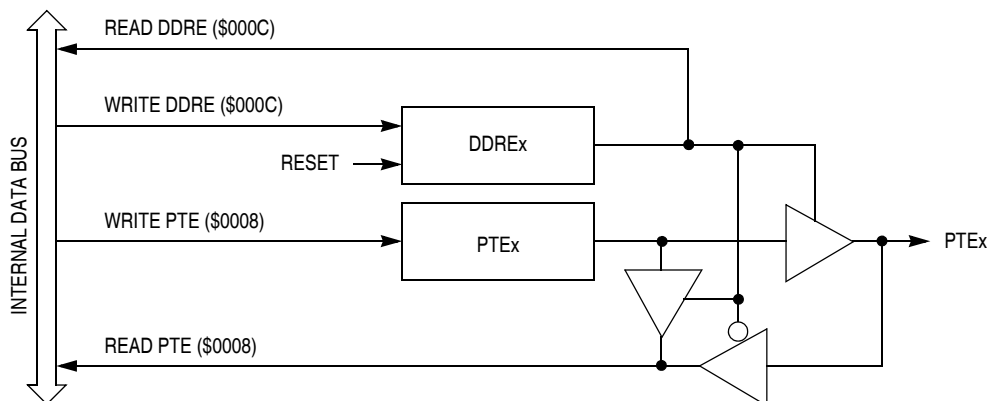 READ DDRE ($000C)
WRITE DDRE ($000C)
DDREx
RESET
INTERNAL DATA BUS
WRITE PTE ($0008)
PTEx
PTEx
READ PTE ($0008)